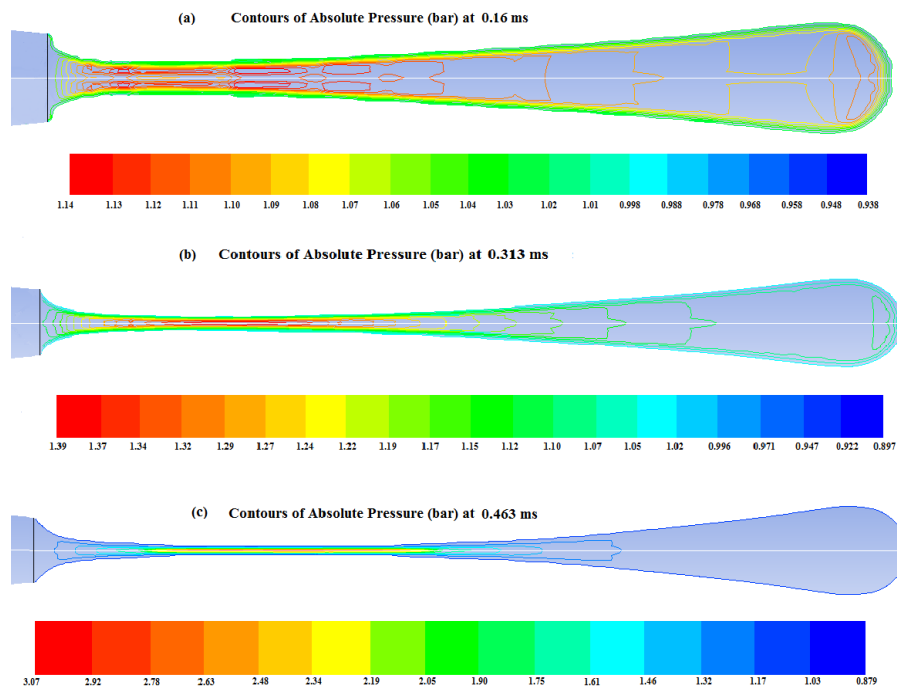 (a) Contours of Absolute Pressure (bar) at 0.16 ms
1.14 1.13 1.12 1.11 1.10 1.09 1.08 1.07 1.06 1.05 1.04 1.03 1.02 1.01 0.998 0.988 0.978 0.968 0.958 0.948 0.938
(b) Contours of Absolute Pressure (bar) at 0.313 ms
1.39 1.37 1.34 1.32 1.29 1.27 1.24 1.22 1.19 1.17 1.15 1.12 1.10 1.07 1.05 1.02 0.996 0.971 0.947 0.922 0.897
(c) Contours of Absolute Pressure (bar) at 0.463 ms
3.07 2.92 2.78 2.63 2.48 2.34 2.19 2.05 1.90 1.75 1.61 1.46 1.32 1.17 1.03 0.879